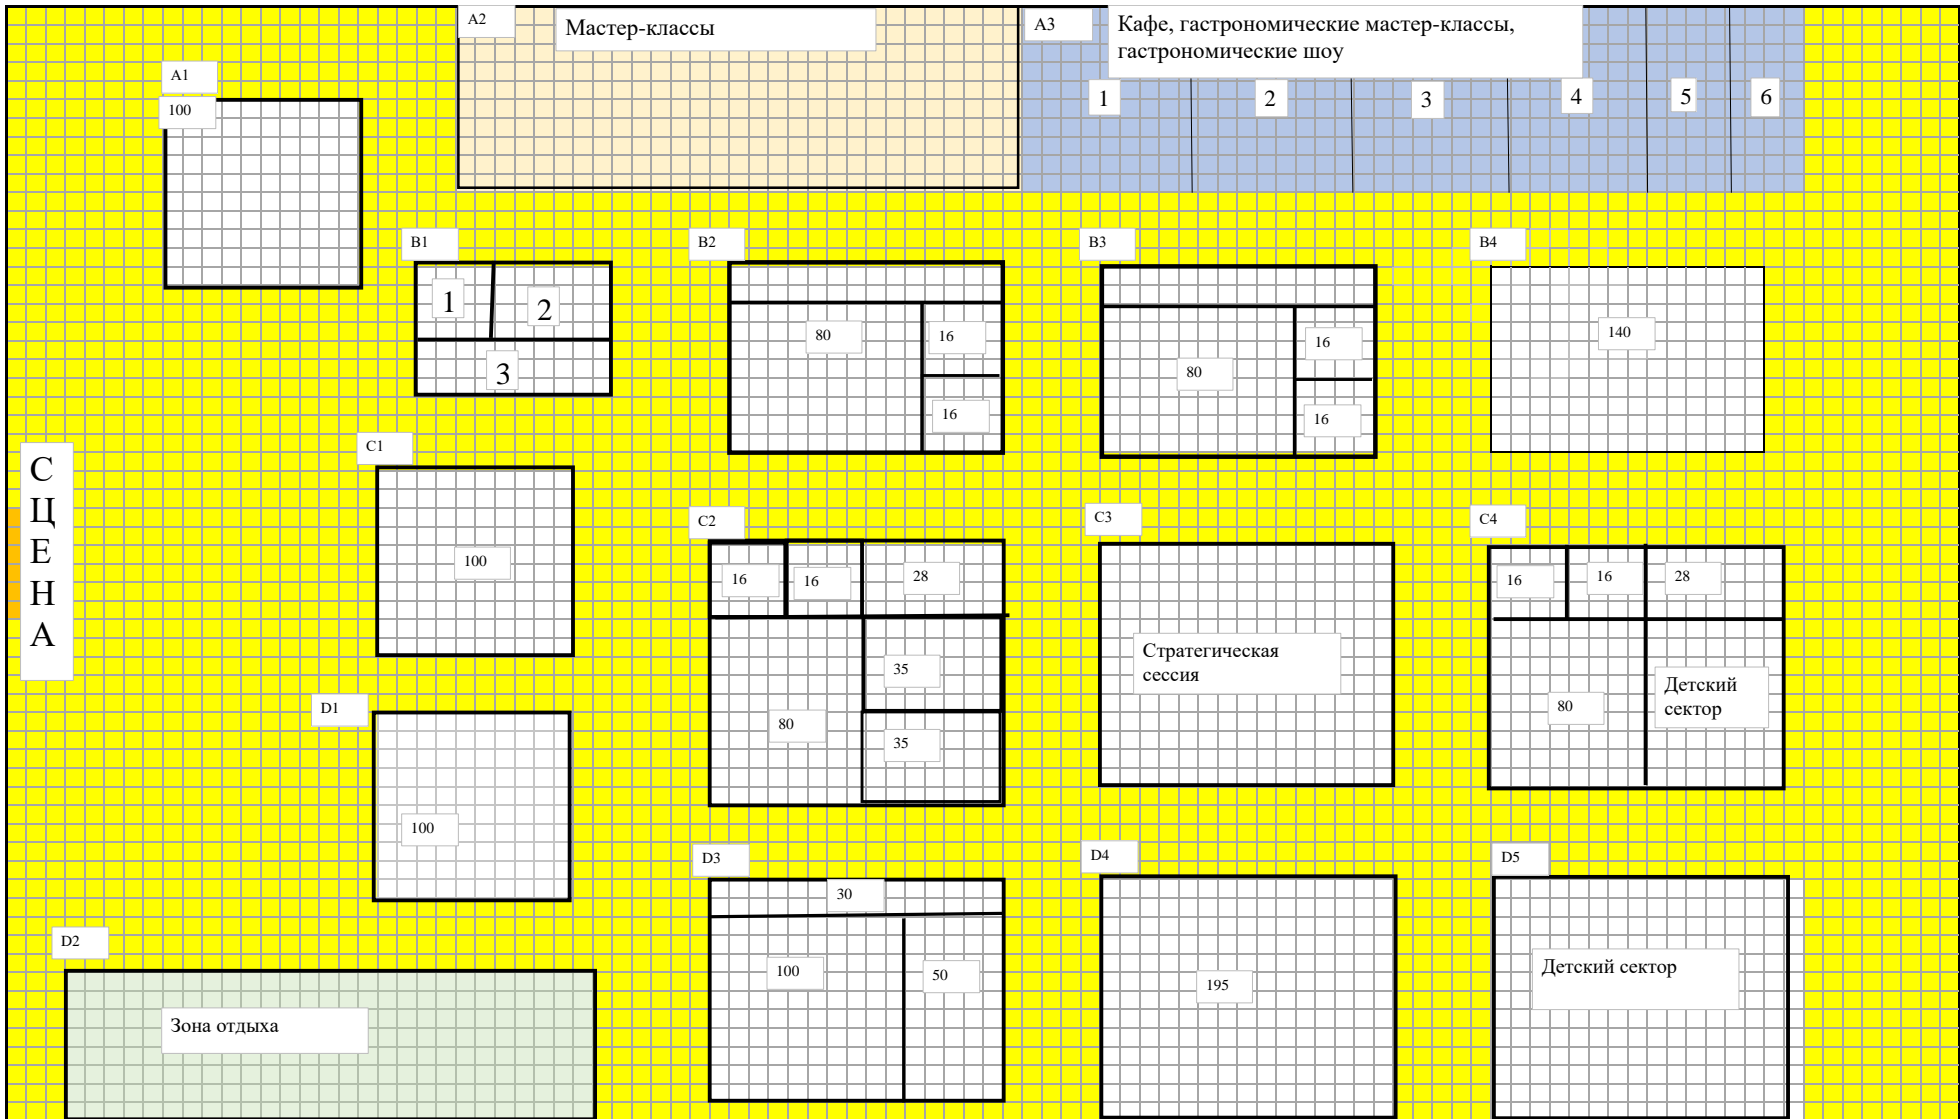 A2
Мастер-классы
A3
Кафе, гастрономические мастер-классы,
гастрономические шоу
A1
100
1
2
3
4
5
6
B1
1
2
3
B2
80
16
16
B3
80
16
16
B4
140
С
Ц
Е
Н
А
C1
100
C2
16
16
28
35
80
35
C3
Стратегическая
сессия
C4
16
16
28
80
Детский
сектор
D1
100
D2
Зона отдыха
D3
30
100
50
D4
195
D5
Детский сектор